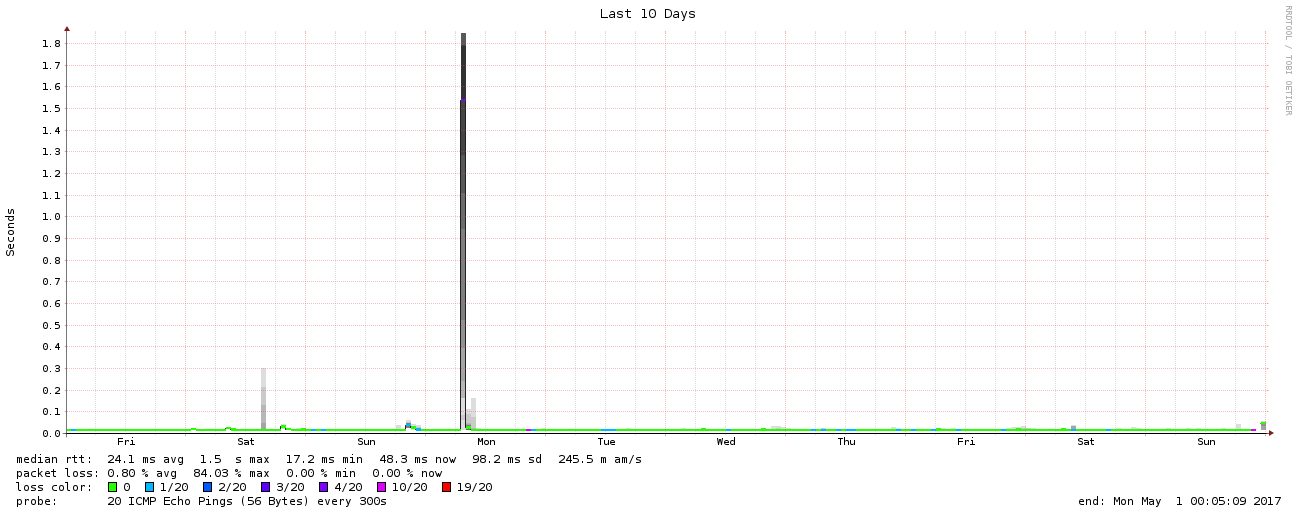 Last 10 Days
RRDTOOL / TOBI OETIKER
Seconds
1.8
1.7
1.6
1.5
1.4
1.3
1.2
1.1
1.0
0.9
0.8
0.7
0.6
0.5
0.4
0.3
0.2
0.1
0.0
Fri Sat Sun Mon Tue Wed Thu Fri Sat Sun
median rtt: 24.1 ms avg 1.5 s max 17.2 ms min 48.3 ms now 98.2 ms sd 245.5 m am/s
packet loss: 0.80 % avg 84.03 % max 0.00 % min 0.00 % now
loss color: 0 1/20 2/20 3/20 4/20 10/20 19/20
probe: 20 ICMP Echo Pings (56 Bytes) every 300s end: Mon May 1 00:05:09 2017